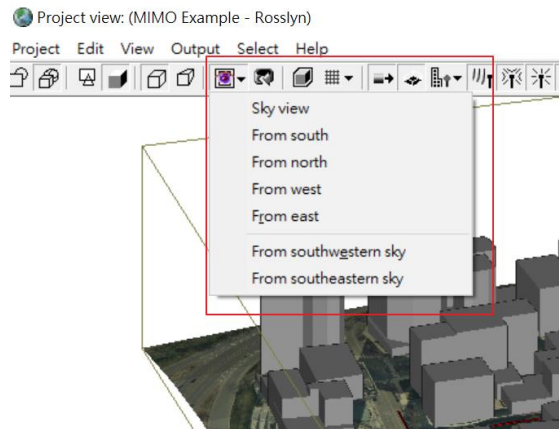 Project view: (MIMO Example - Rosslyn)
Project Edit View Output Select Help
Sky view
From south
From north
From west
From east
From southwestern sky
From southeastern sky